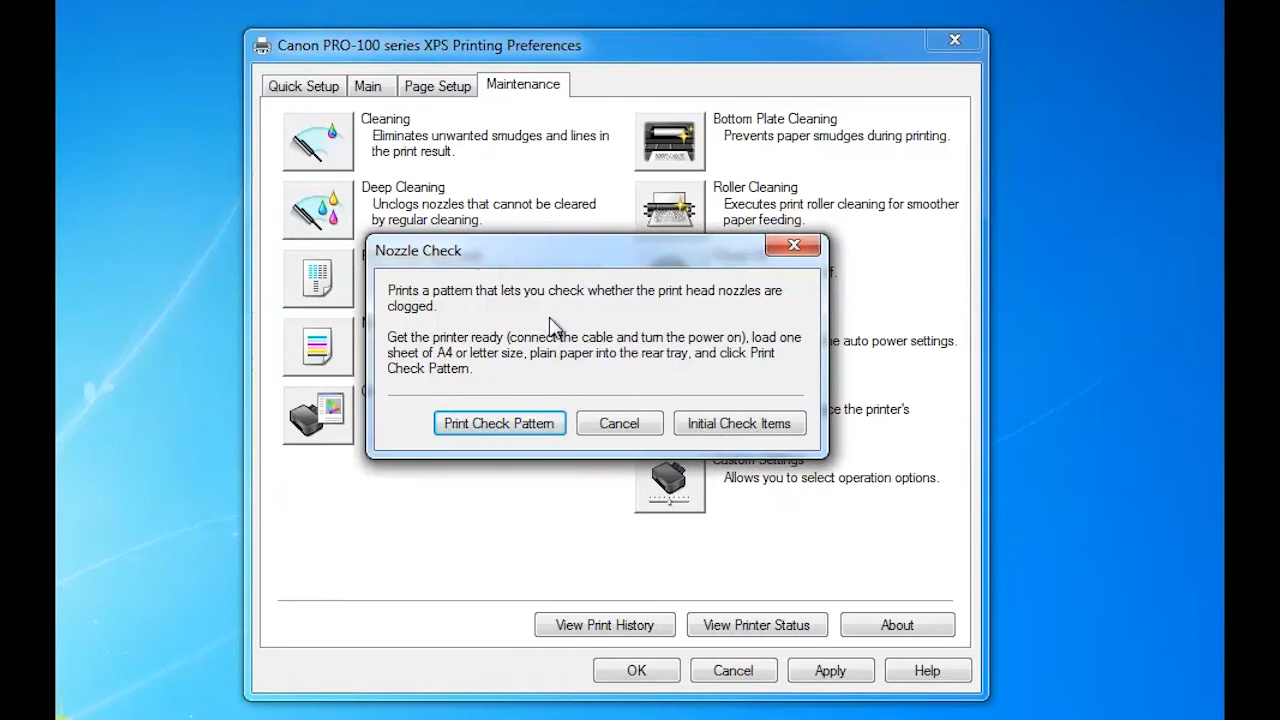 Canon PRO-100 series XPS Printing Preferences
Quick Setup
Main
Page Setup
Maintenance
Cleaning
Eliminates unwanted smudges and lines in
the print result.
Bottom Plate Cleaning
Prevents paper smudges during printing.
Deep Cleaning
Unclogs nozzles that cannot be cleared
by regular cleaning.
Roller Cleaning
Executes print roller cleaning for smoother
paper feeding.
Nozzle Check
Prints a pattern that lets you check whether the print head nozzles are
clogged.
Get the printer ready (connect the cable and turn the power on), load one
sheet of A4 or letter size, plain paper into the rear tray, and click Print
Check Pattern.
Print Check Pattern
Cancel
Initial Check Items
auto power settings.
the printer's
Custom Settings
Allows you to select operation options.
View Print History
View Printer Status
About
OK
Cancel
Apply
Help